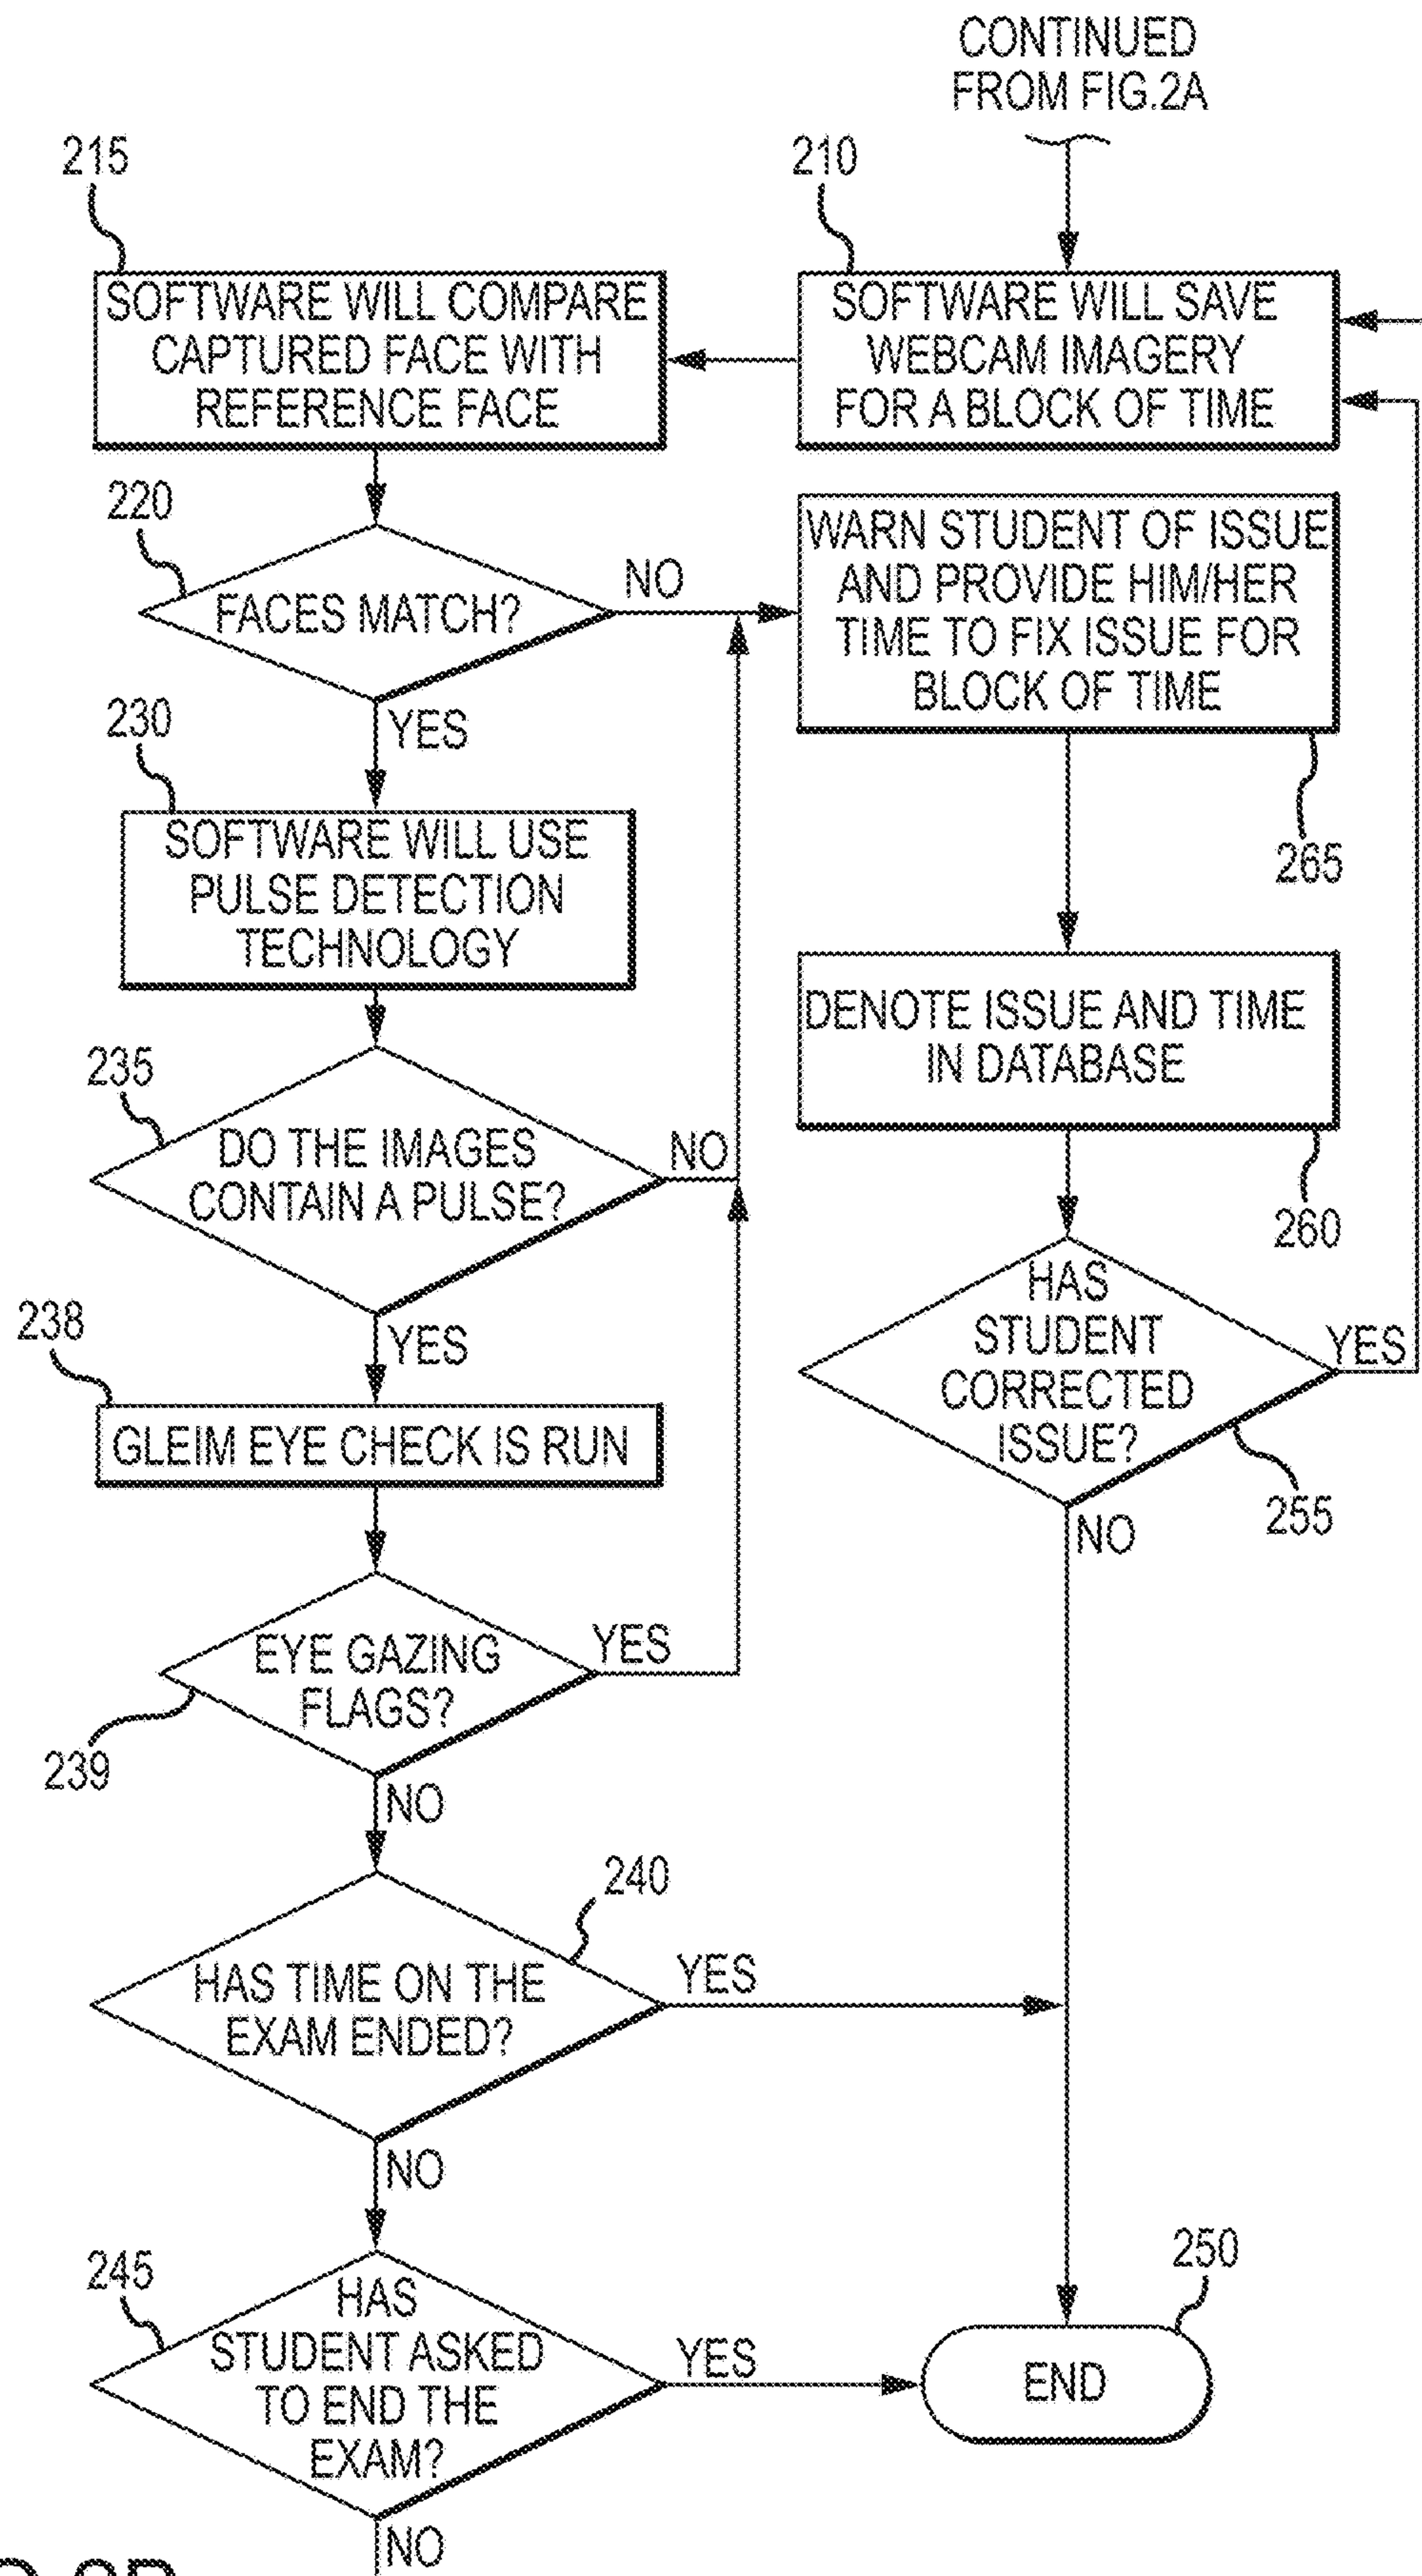 CONTINUED
FROM FIG.2A
215
210
SOFTWARE WILL COMPARE
CAPTURED FACE WITH
REFERENCE FACE
SOFTWARE WILL SAVE
WEBCAM IMAGERY
FOR A BLOCK OF TIME
220
FACES MATCH?
NO
YES
WARN STUDENT OF ISSUE
AND PROVIDE HIM/HER
TIME TO FIX ISSUE FOR
BLOCK OF TIME
265
230
SOFTWARE WILL USE
PULSE DETECTION
TECHNOLOGY
DENOTE ISSUE AND TIME
IN DATABASE
260
235
DO THE IMAGES
CONTAIN A PULSE?
NO
YES
HAS
STUDENT
CORRECTED
ISSUE?
YES
255
NO
238
GLEIM EYE CHECK IS RUN
EYE GAZING
FLAGS?
YES
239
NO
240
HAS TIME ON THE
EXAM ENDED?
YES
NO
245
HAS
STUDENT ASKED
TO END THE
EXAM?
YES
250
END
NO